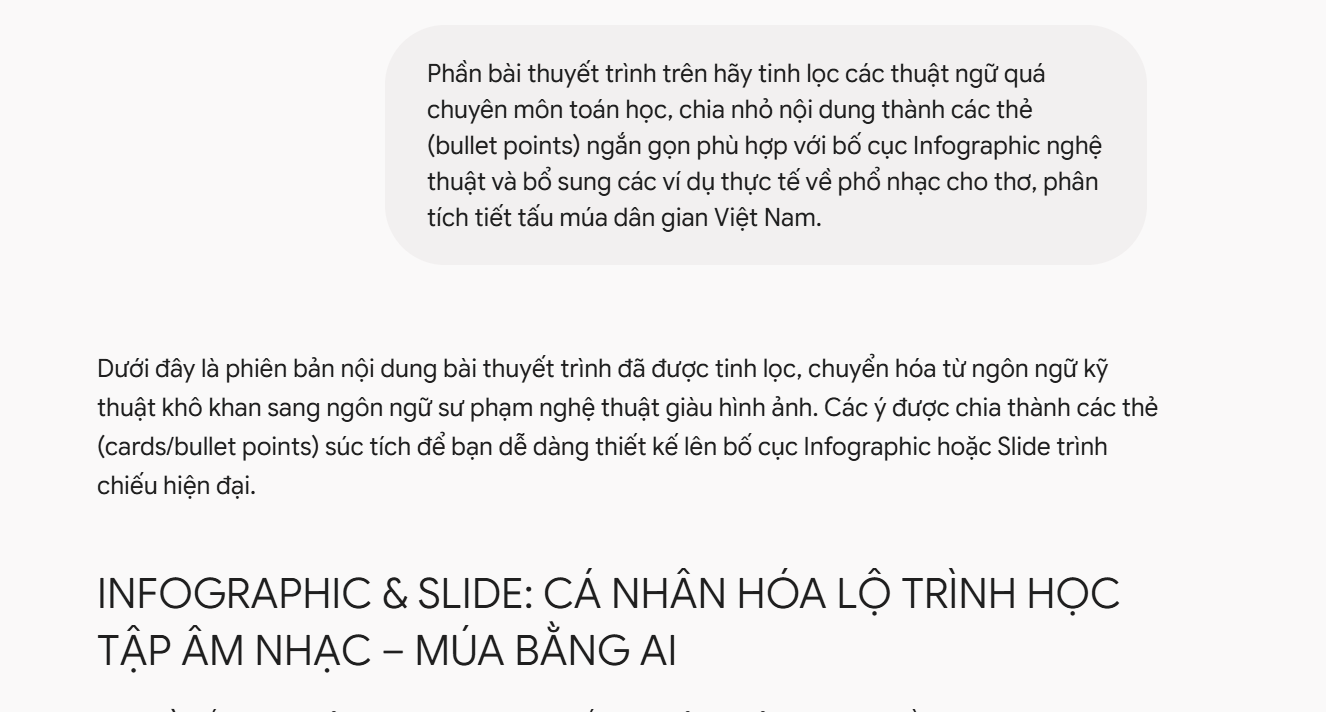 Phần bài thuyết trình trên hãy tinh lọc các thuật ngữ quá
chuyên môn toán học, chia nhỏ nội dung thành các thẻ
(bullet points) ngắn gọn phù hợp với bố cục Infographic nghệ
thuật và bổ sung các ví dụ thực tế về phổ nhạc cho thơ, phân
tích tiết tấu múa dân gian Việt Nam.
Dưới đây là phiên bản nội dung bài thuyết trình đã được tinh lọc, chuyển hóa từ ngôn ngữ kỹ
thuật khô khan sang ngôn ngữ sư phạm nghệ thuật giàu hình ảnh. Các ý được chia thành các thẻ
(cards/bullet points) súc tích để bạn dễ dàng thiết kế lên bố cục Infographic hoặc Slide trình
chiếu hiện đại.
INFOGRAPHIC & SLIDE: CÁ NHÂN HÓA LỘ TRÌNH HỌC
TẬP ÂM NHẠC – MÚA BẰNG AI